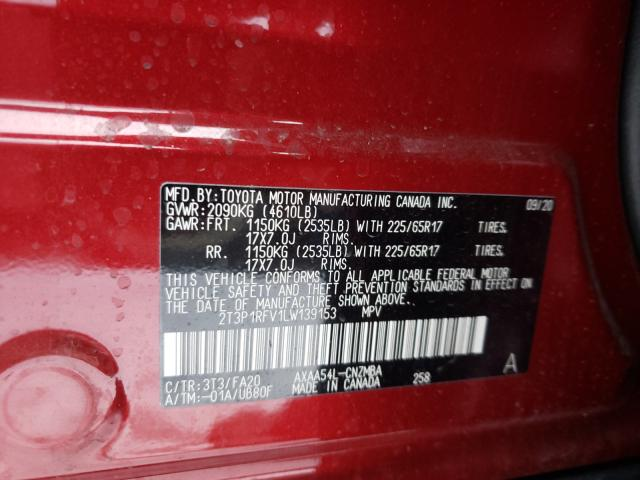 MFD. BY: TOYOTA MOTOR MANUFACTURING CANADA INC. 09/20
GVWR: 2090KG (4610LB)
GAWR: FRT. 1150KG (2535LB) WITH 225/65R17 TIRES.
17X7.0J RIMS.
RR. 1150KG (2535LB) WITH 225/65R17 TIRES.
17X7.0J RIMS.
THIS VEHICLE CONFORMS TO ALL APPLICABLE FEDERAL MOTOR
VEHICLE SAFETY AND THEFT PREVENTION STANDARDS IN EFFECT ON
THE DATE OF MANUFACTURE SHOWN ABOVE.
2T3P1RFV1LW139153 MPV
C/TR: 3T3/FA20 AXAA54L-CNZMBA 258 A
A/TM: -01A/UB80F MADE IN CANADA